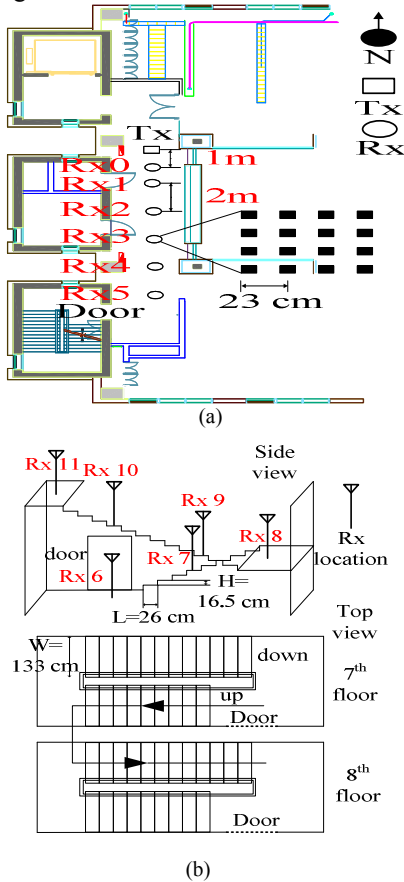 N
Tx
Rx
Tx
1m
Rx0
Rx1
2m
Rx2
Rx3
Rx4
Rx5
23 cm
Door
(a)
Side
view
Rx 11
Rx 10
Rx 9
Rx 8
Rx
location
door
Rx 7
Rx 6
H=
16.5 cm
L=26 cm
Top
view
W=
133 cm
down
7th
floor
up
Door
8th
floor
Door
(b)